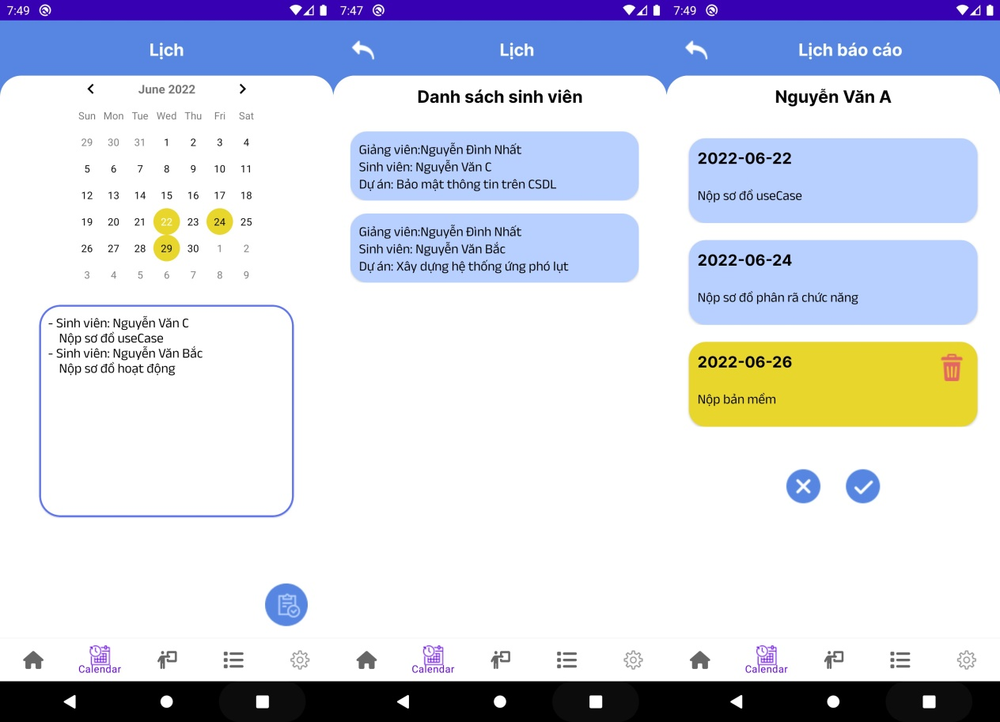 7:49
Lịch
June 2022
Sun Mon Tue Wed Thu Fri Sat
29 30 31 1 2 3 4
5 6 7 8 9 10 11
12 13 14 15 16 17 18
19 20 21 22 23 24 25
26 27 28 29 30 1 2
3 4 5 6 7 8 9
- Sinh viên: Nguyễn Văn C
Nộp sơ đồ useCase
- Sinh viên: Nguyễn Văn Bắc
Nộp sơ đồ hoạt động
Calendar
7:47
Lịch
Danh sách sinh viên
Giảng viên:Nguyễn Đình Nhất
Sinh viên: Nguyễn Văn C
Dự án: Bảo mật thông tin trên CSDL
Giảng viên:Nguyễn Đình Nhất
Sinh viên: Nguyễn Văn Bắc
Dự án: Xây dựng hệ thống ứng phó lụt
Calendar
7:49
Lịch báo cáo
Nguyễn Văn A
2022-06-22
Nộp sơ đồ useCase
2022-06-24
Nộp sơ đồ phân rã chức năng
2022-06-26
Nộp bản mềm
Calendar